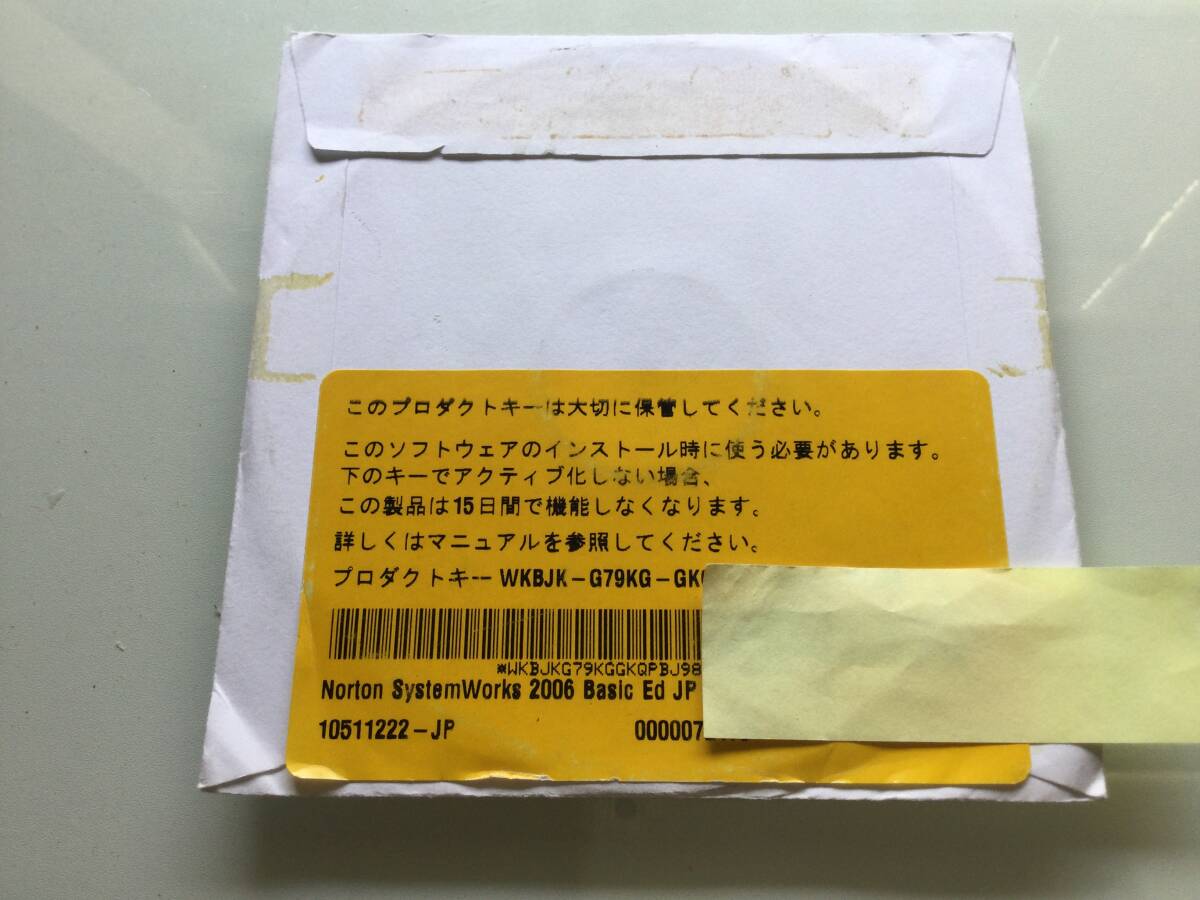 このプロダクトキーは大切に保管してください。
このソフトウェアのインストール時に使う必要があります。
下のキーでアクティブ化しない場合、
この製品は15日間で機能しなくなります。
詳しくはマニュアルを参照してください。
プロダクトキー WKBJK-G79KG-GK
*WKBJKG79KGGKQPBJ98
Norton SystemWorks 2006 Basic Ed JP
10511222-JP 000007